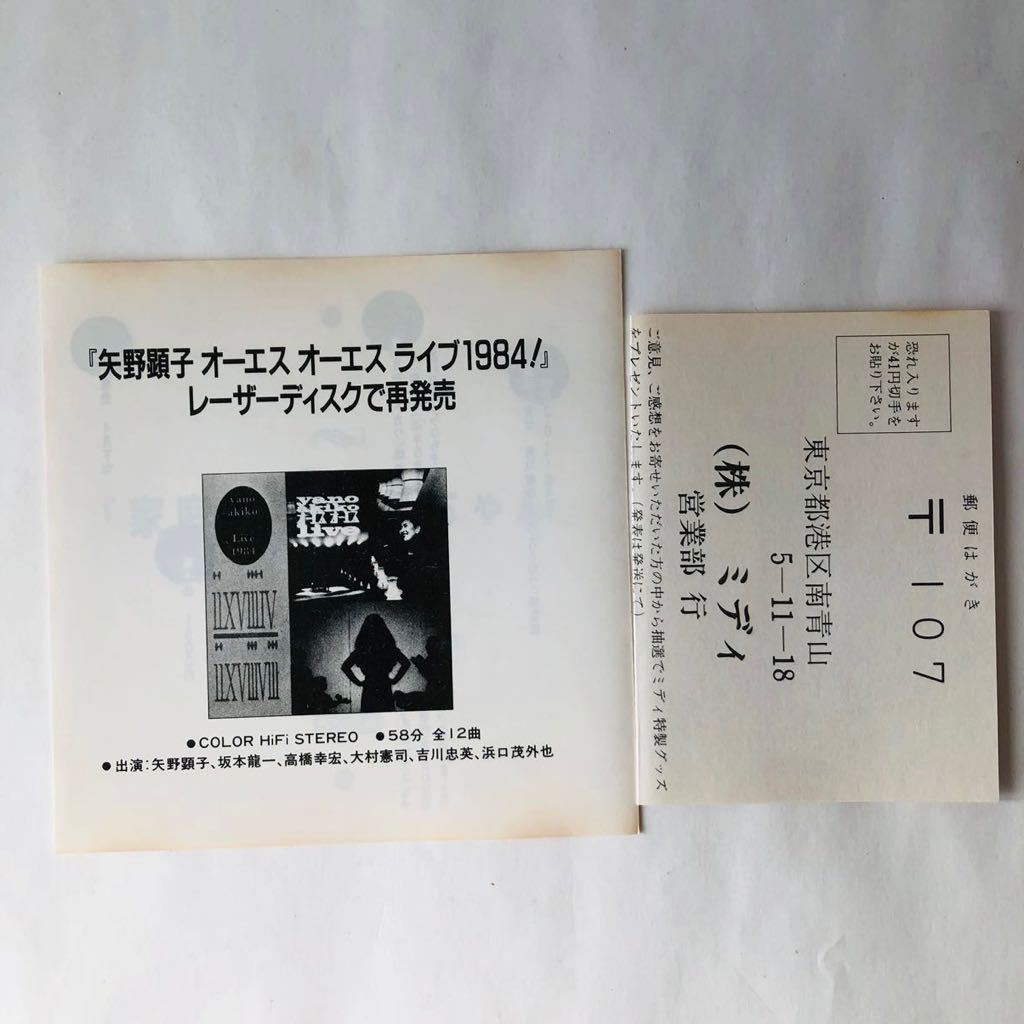 『矢野顕子 オーエス オーエス ライブ1984!』
レーザーディスクで再発売
yano
akiko
Live
1984
yano
live
●COLOR HiFi STEREO ●58分 全12曲
●出演:矢野顕子、坂本龍一、高橋幸宏、大村憲司、吉川忠英、浜口茂外也
郵便はがき
〒107
恐れ入ります
が41円切手を
お貼り下さい。
東京都港区南青山
5-11-18
(株) ミディ
営業部 行
ご意見、ご感想をお寄せいただいた方の中から抽選でミディ特製グッズ
をプレゼントいたします。(発表は発送にて)